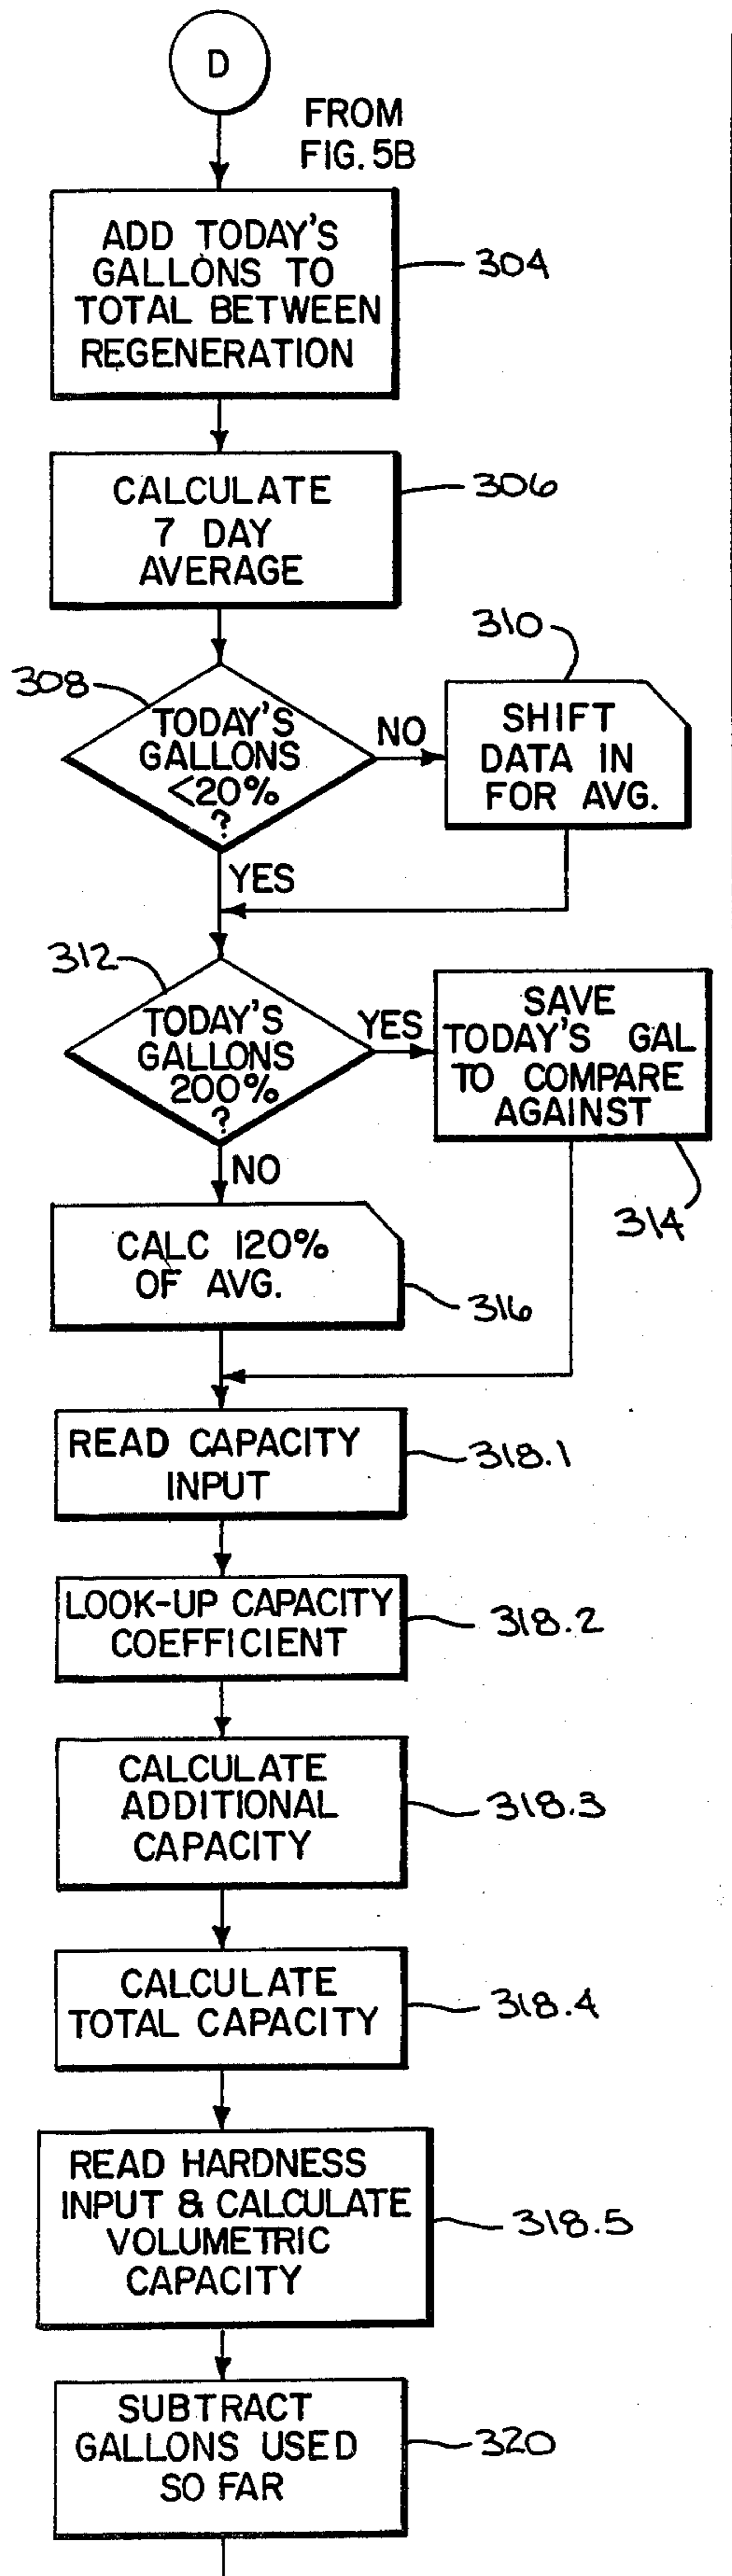 D
FROM
FIG. 5B
ADD TODAY'S
GALLONS TO
TOTAL BETWEEN
REGENERATION
304
CALCULATE
7 DAY
AVERAGE
306
308
TODAY'S
GALLONS
<20%
?
NO
310
SHIFT
DATA IN
FOR AVG.
YES
312
TODAY'S
GALLONS
200%
?
YES
SAVE
TODAY'S GAL
TO COMPARE
AGAINST
314
NO
CALC 120%
OF AVG.
316
READ CAPACITY
INPUT
318.1
LOOK-UP CAPACITY
COEFFICIENT
318.2
CALCULATE
ADDITIONAL
CAPACITY
318.3
CALCULATE
TOTAL CAPACITY
318.4
READ HARDNESS
INPUT & CALCULATE
VOLUMETRIC
CAPACITY
318.5
SUBTRACT
GALLONS USED
SO FAR
320